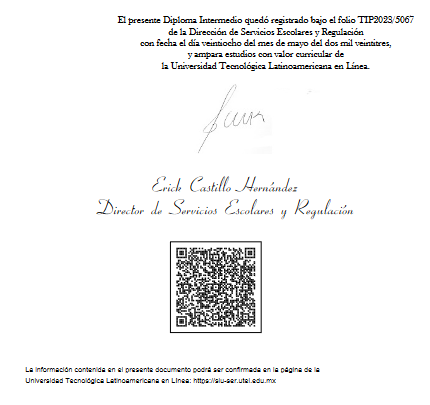 El presente Diploma Intermedio quedó registrado bajo el folio TIP2023/5067
de la Dirección de Servicios Escolares y Regulación
con fecha el día veintiocho del mes de mayo del dos mil veintitres,
y ampara estudios con valor curricular de
la Universidad Tecnológica Latinoamericana en Línea.
Erick Castillo Hernández
Director de Servicios Escolares y Regulación
La información contenida en el presente documento podrá ser confirmada en la página de la
Universidad Tecnológica Latinoamericana en Línea: https://siu-ser.utel.edu.mx